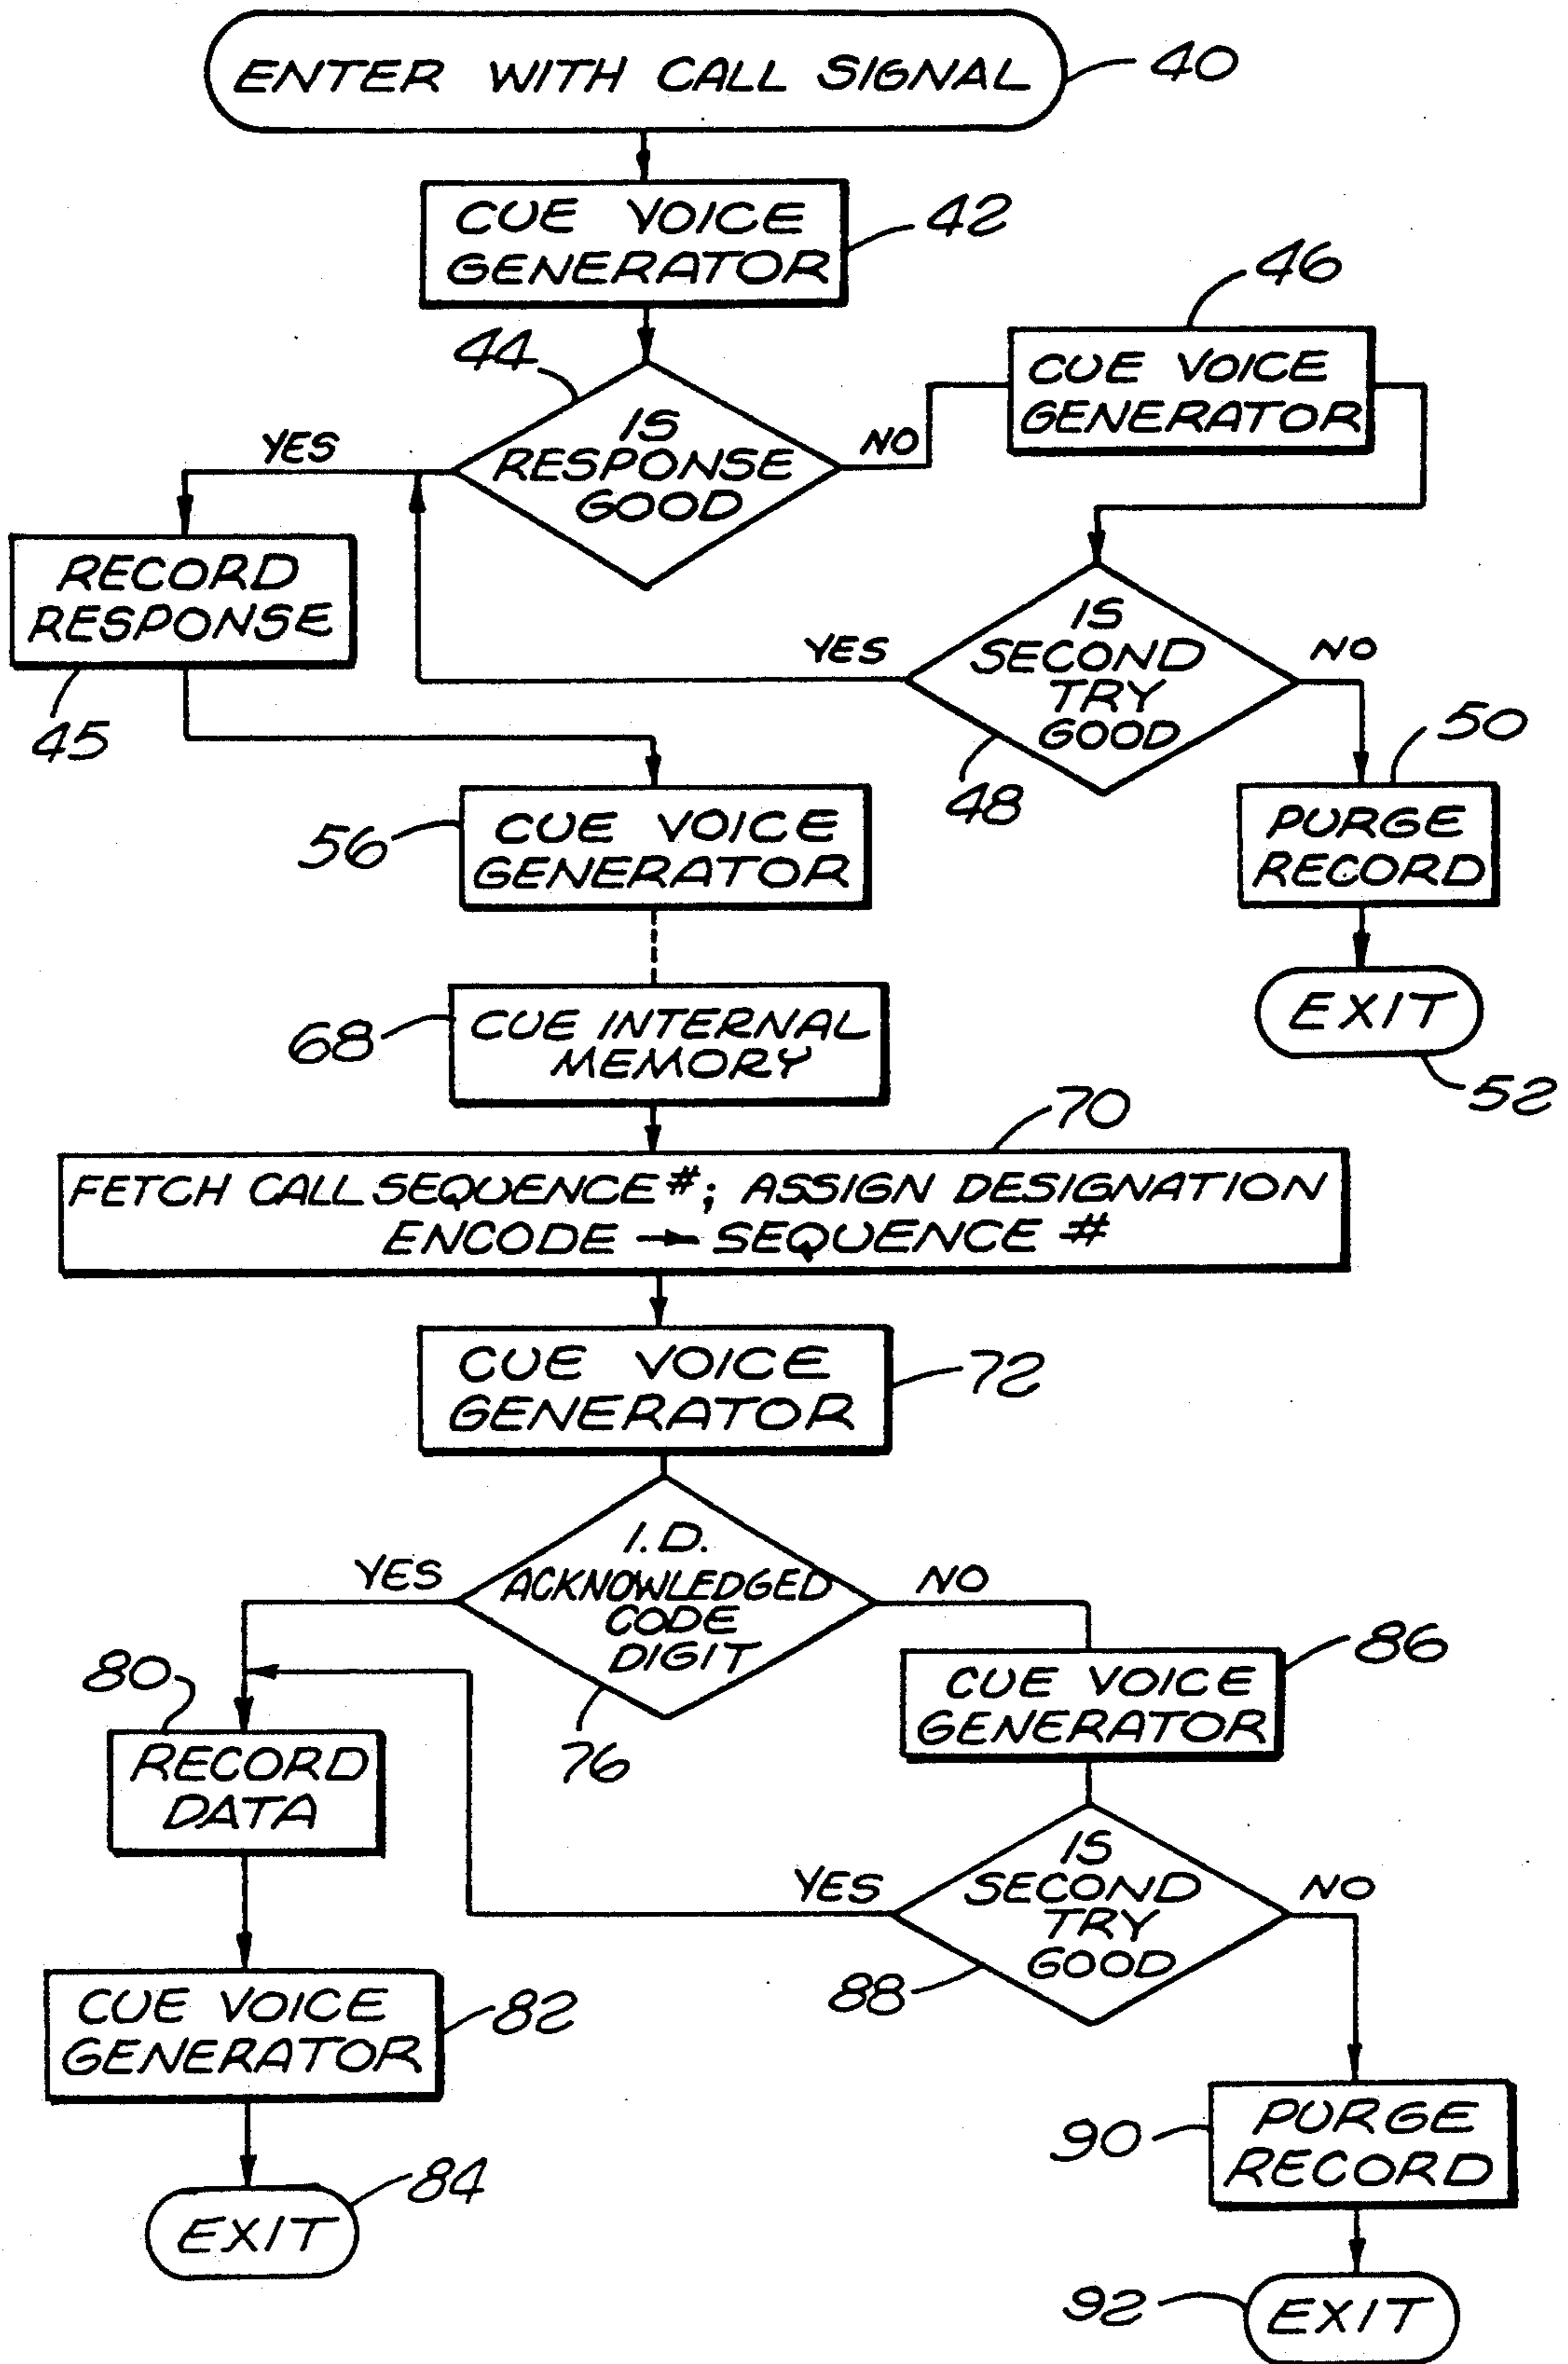 ENTER WITH CALL SIGNAL
40
CUE VOICE
GENERATOR
42
46
44
CUE VOICE
GENERATOR
IS
RESPONSE
GOOD
YES
NO
RECORD
RESPONSE
45
IS
SECOND
TRY
GOOD
YES
NO
48
50
PURGE
RECORD
56
CUE VOICE
GENERATOR
EXIT
52
68
CUE INTERNAL
MEMORY
70
FETCH CALL SEQUENCE #; ASSIGN DESIGNATION
ENCODE → SEQUENCE #
CUE VOICE
GENERATOR
72
I.D.
ACKNOWLEDGED
CODE
DIGIT
YES
NO
76
80
RECORD
DATA
86
CUE VOICE
GENERATOR
IS
SECOND
TRY
GOOD
YES
NO
88
CUE VOICE
GENERATOR
82
90
PURGE
RECORD
84
EXIT
92
EXIT